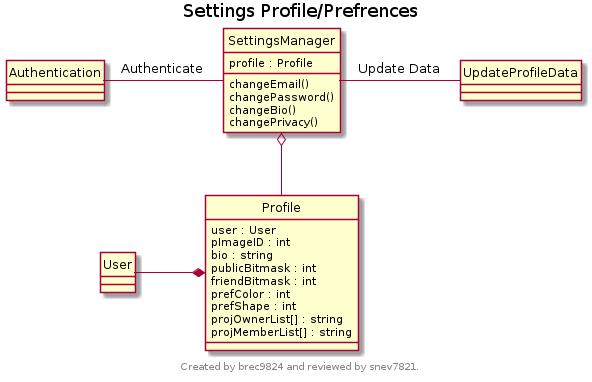 Settings Profile/Prefrences
SettingsManager
profile : Profile
changeEmail()
changePassword()
changeBio()
changePrivacy()
Authentication
Authenticate
Update Data
UpdateProfileData
Profile
user : User
pImageID : int
bio : string
publicBitmask : int
friendBitmask : int
prefColor : int
prefShape : int
projOwnerList[] : string
projMemberList[] : string
User
Created by brec9824 and reviewed by snev7821.